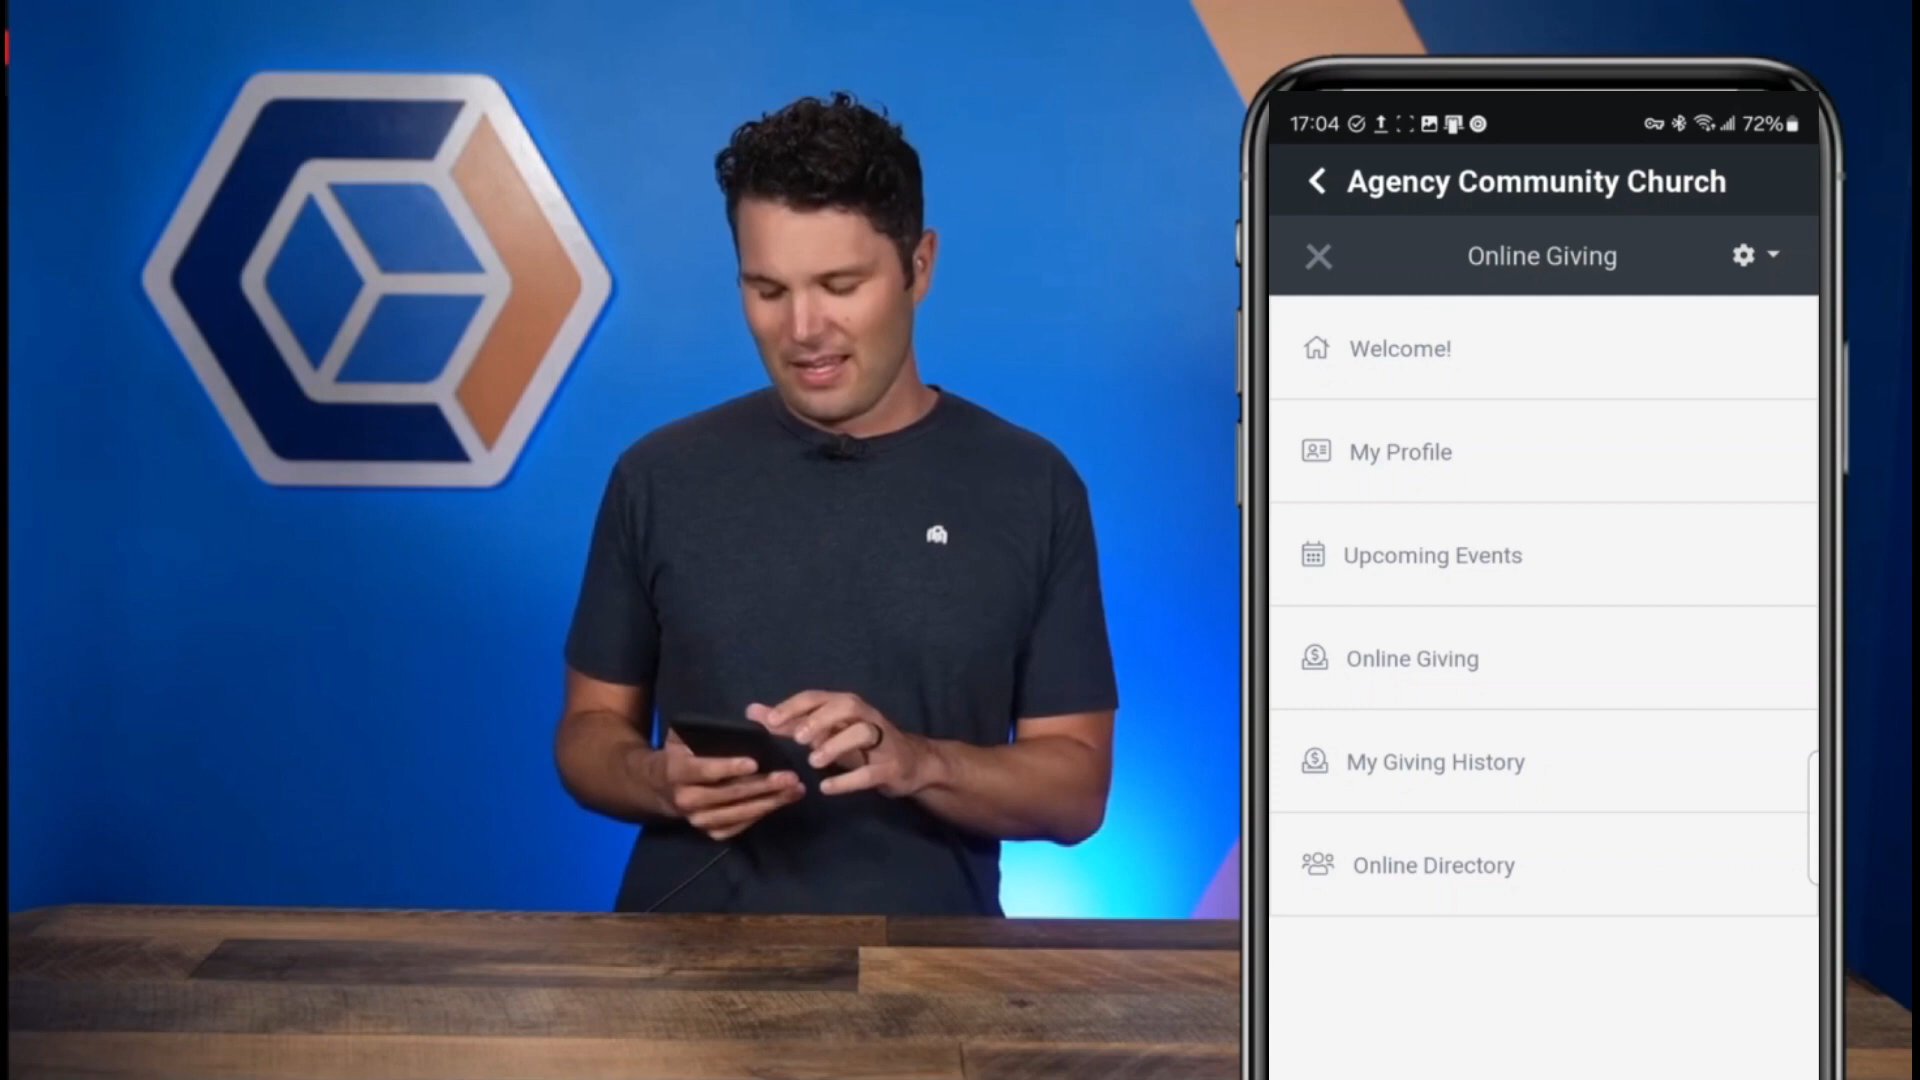 17:04
72%
Agency Community Church
Online Giving
Welcome!
My Profile
Upcoming Events
Online Giving
My Giving History
Online Directory